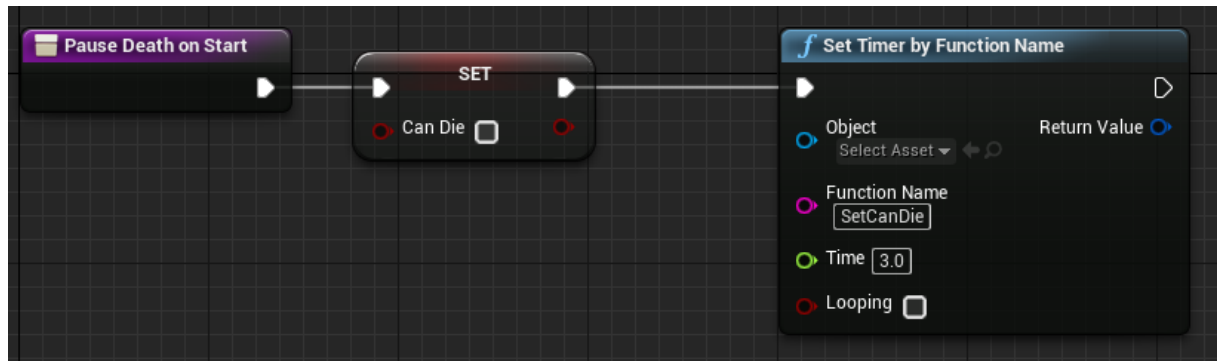 Pause Death on Start
SET
Can Die
Set Timer by Function Name
Object
Select Asset
Return Value
Function Name
SetCanDie
Time 3.0
Looping